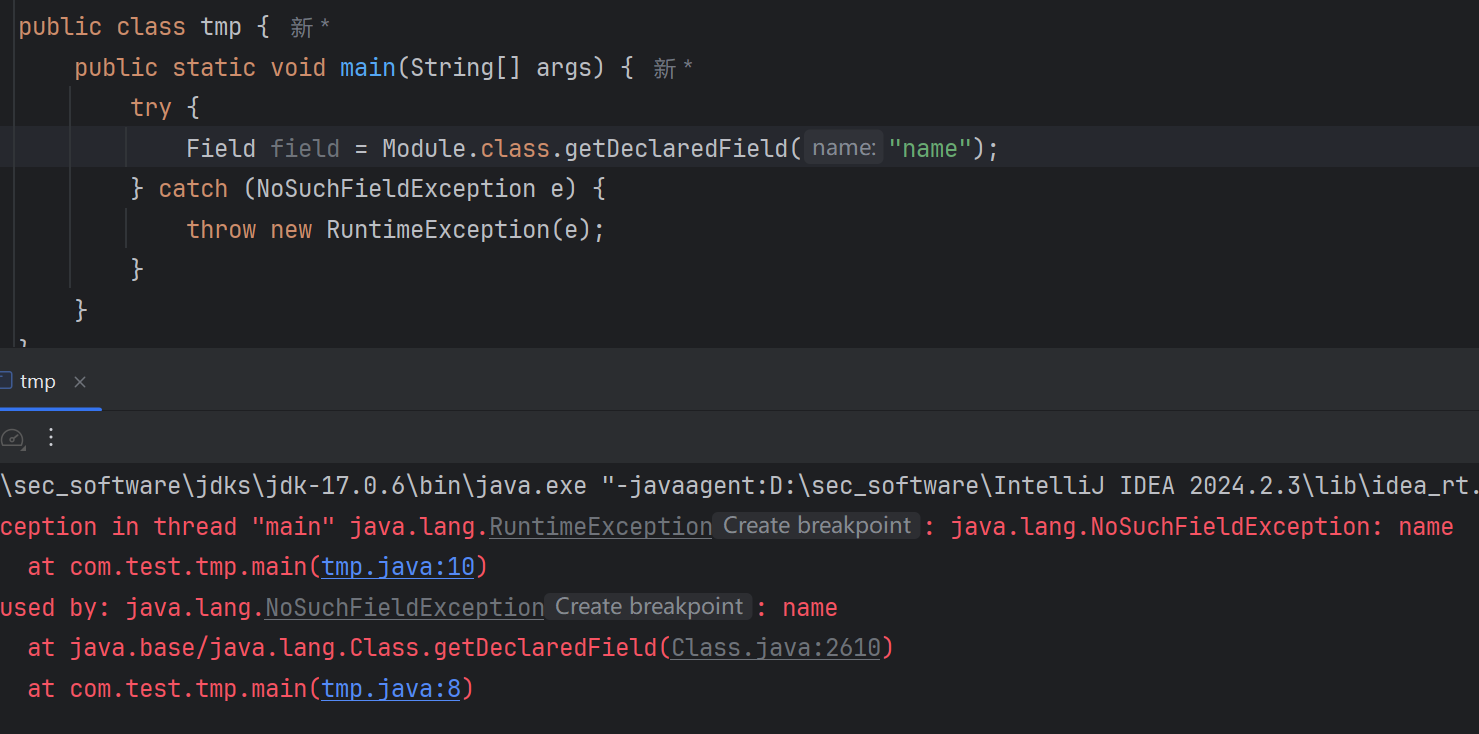 public class tmp { 新 *
public static void main(String[] args) { 新 *
try {
Field field = Module.class.getDeclaredField( name: "name");
} catch (NoSuchFieldException e) {
throw new RuntimeException(e);
}
}
}
tmp ×
\sec_software\jdks\jdk-17.0.6\bin\java.exe "-javaagent:D:\sec_software\IntelliJ IDEA 2024.2.3\lib\idea_rt.
ception in thread "main" java.lang.RuntimeException Create breakpoint : java.lang.NoSuchFieldException: name
at com.test.tmp.main(tmp.java:10)
used by: java.lang.NoSuchFieldException Create breakpoint : name
at java.base/java.lang.Class.getDeclaredField(Class.java:2610)
at com.test.tmp.main(tmp.java:8)